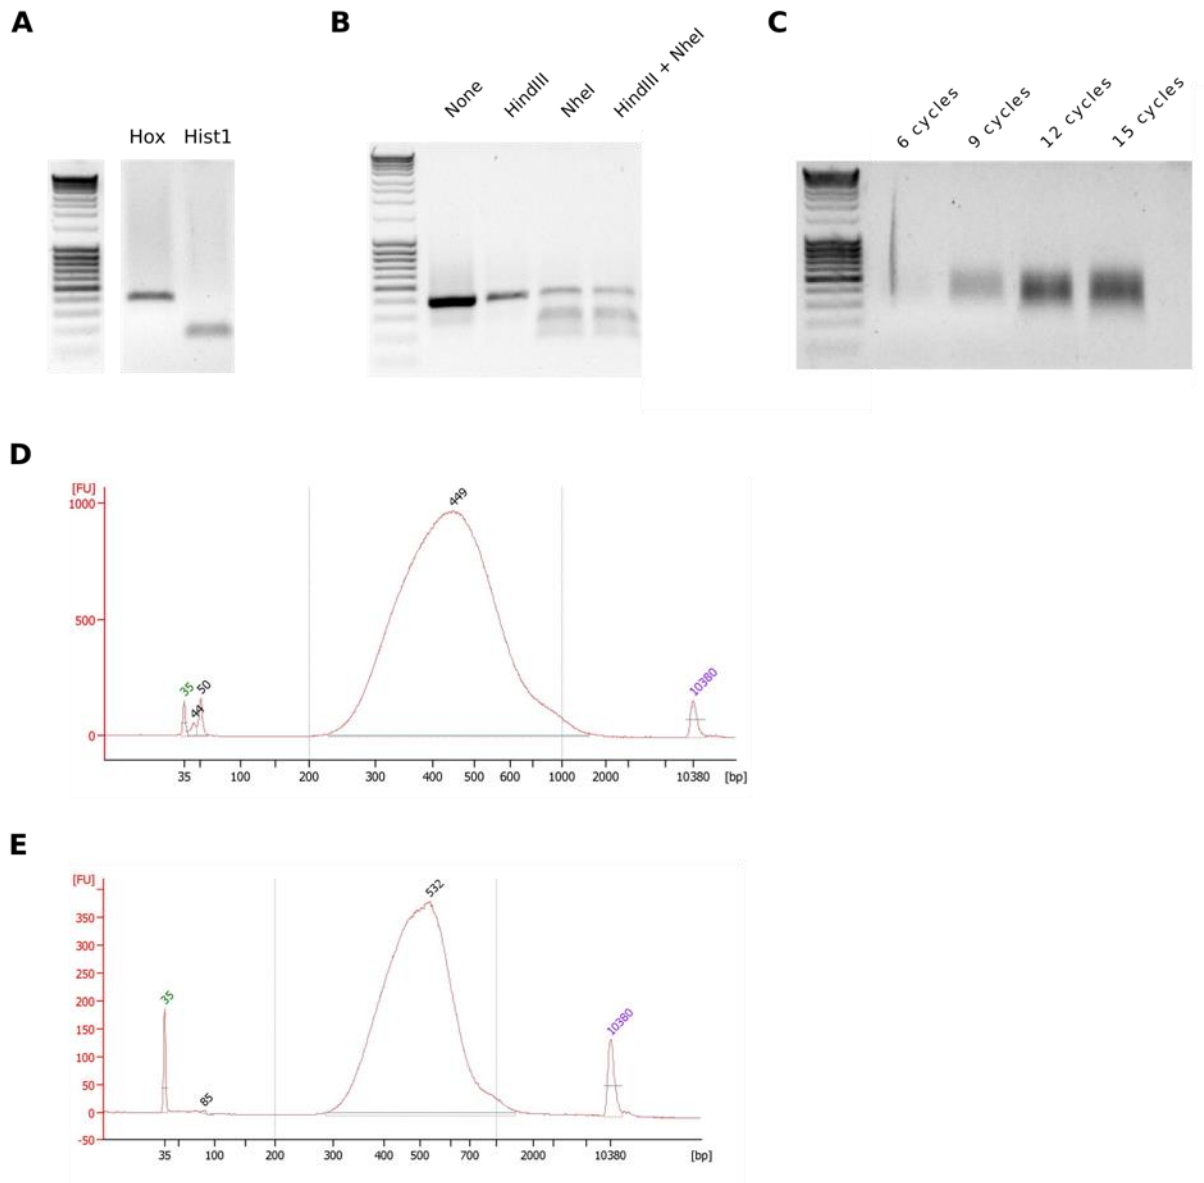 A
B
C
Hox Hist1
None
HindIII
NheI
HindIII + NheI
6 cycles
9 cycles
12 cycles
15 cycles
D
[FU]
1000
500
0
35
44
50
449
10380
35 100 200 300 400 500 600 1000 2000 10380 [bp]
E
[FU]
350
300
250
200
150
100
50
0
-50
35
85
532
10380
35 100 200 300 400 500 700 2000 10380 [bp]